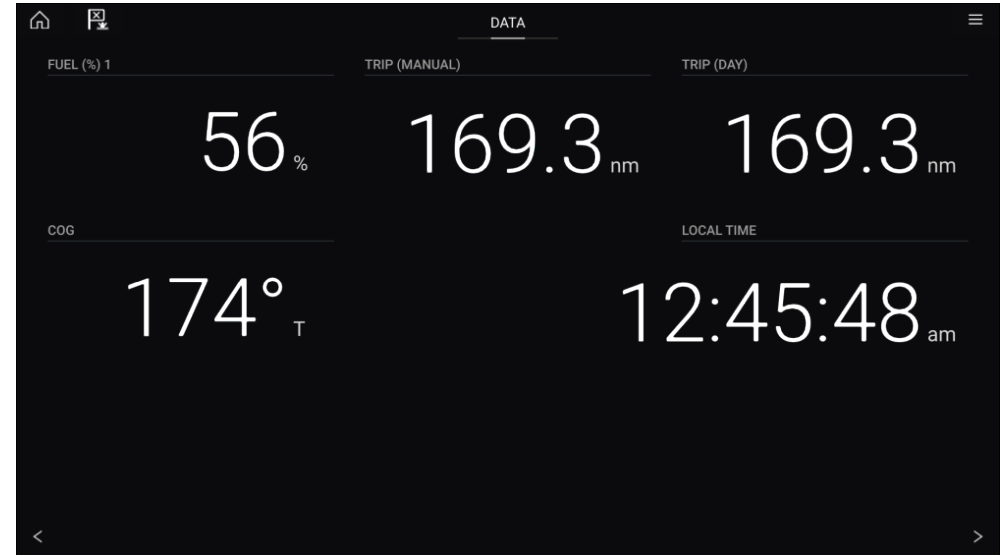 DATA
FUEL (%) 1
TRIP (MANUAL)
TRIP (DAY)
56 %
169.3 nm
169.3 nm
COG
LOCAL TIME
174° T
12:45:48 am